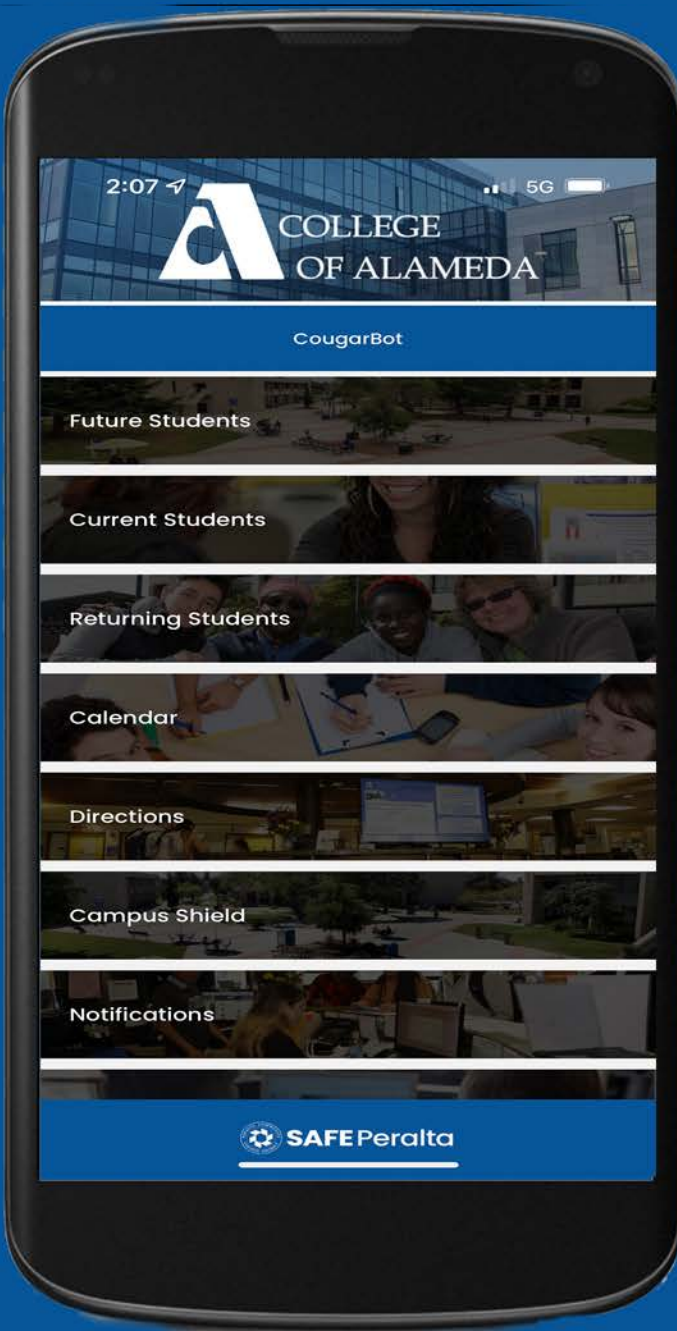 2:07
5G
COLLEGE
OF ALAMEDA
CougarBot
Future Students
Current Students
Returning Students
Calendar
Directions
Campus Shield
Notifications
SAFE Peralta